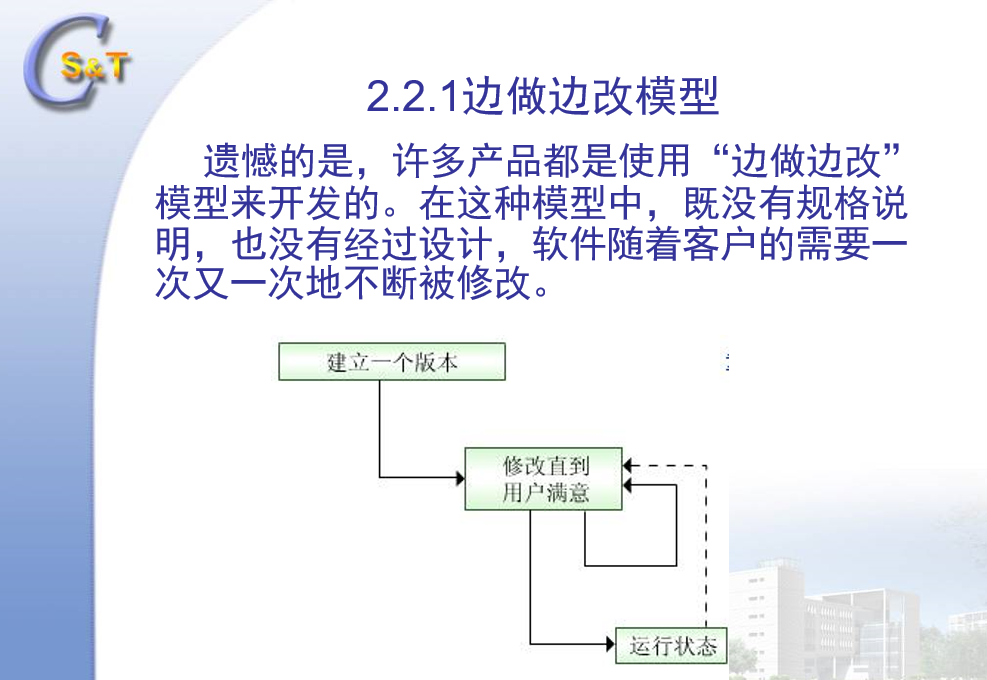 CS&T
2.2.1边做边改模型
遗憾的是，许多产品都是使用“边做边改”
模型来开发的。在这种模型中，既没有规格说
明，也没有经过设计，软件随着客户的需要一
次又一次地不断被修改。
建立一个版本
修改直到
用户满意
运行状态